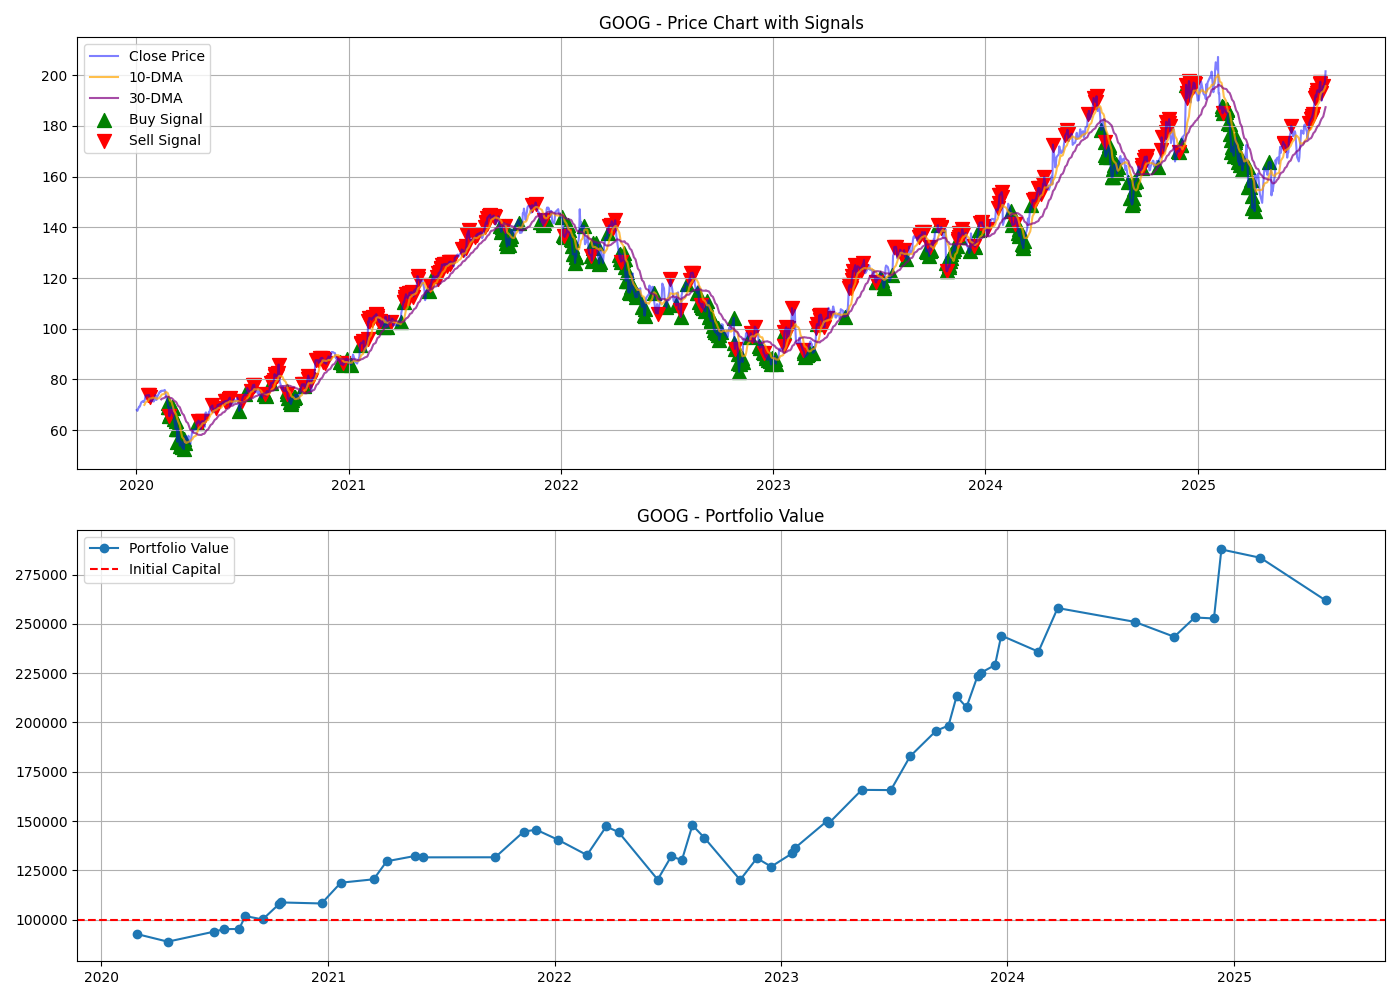 GOOG - Price Chart with Signals
Close Price
10-DMA
30-DMA
Buy Signal
Sell Signal
200
180
160
140
120
100
80
60
2020 2021 2022 2023 2024 2025
GOOG - Portfolio Value
Portfolio Value
Initial Capital
275000
250000
225000
200000
175000
150000
125000
100000
2020 2021 2022 2023 2024 2025